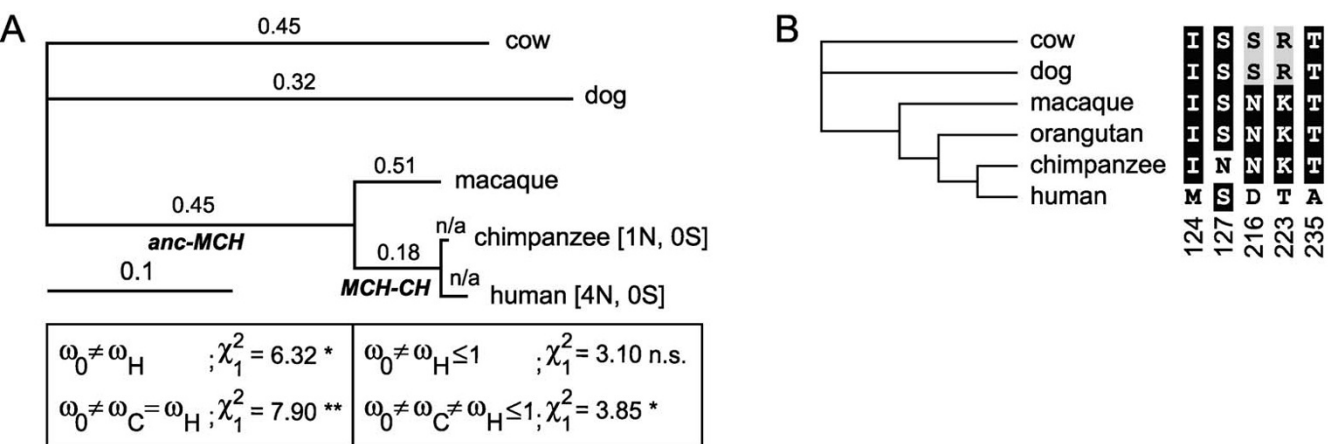 A
0.45
cow
0.32
dog
0.51
macaque
0.45
anc-MCH
n/a
chimpanzee [1N, 0S]
0.18
MCH-CH
n/a
human [4N, 0S]
0.1
ω0≠ωH ;χ²1 = 6.32 *
ω0≠ωH≤1 ;χ²1 = 3.10 n.s.
ω0≠ωC=ωH ;χ²1 = 7.90 **
ω0≠ωC≠ωH≤1;χ²1 = 3.85 *
B
cow I S S R T
dog I S S R T
macaque I S N K T
orangutan I S N K T
chimpanzee I N N K T
human M S D T A
124 127 216 223 235